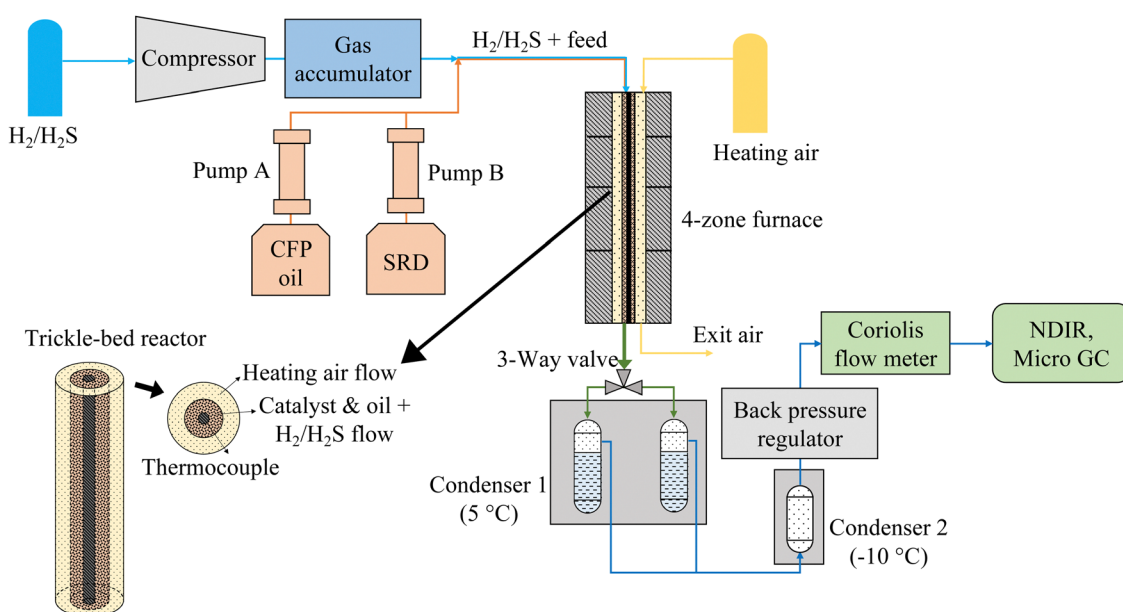 H₂/H₂S
Compressor
Gas
accumulator
H₂/H₂S + feed
Heating air
Pump A
Pump B
CFP
oil
SRD
4-zone furnace
Exit air
3-Way valve
Condenser 1
(5 °C)
Condenser 2
(-10 °C)
Back pressure
regulator
Coriolis
flow meter
NDIR,
Micro GC
Trickle-bed reactor
Heating air flow
Catalyst & oil +
H₂/H₂S flow
Thermocouple